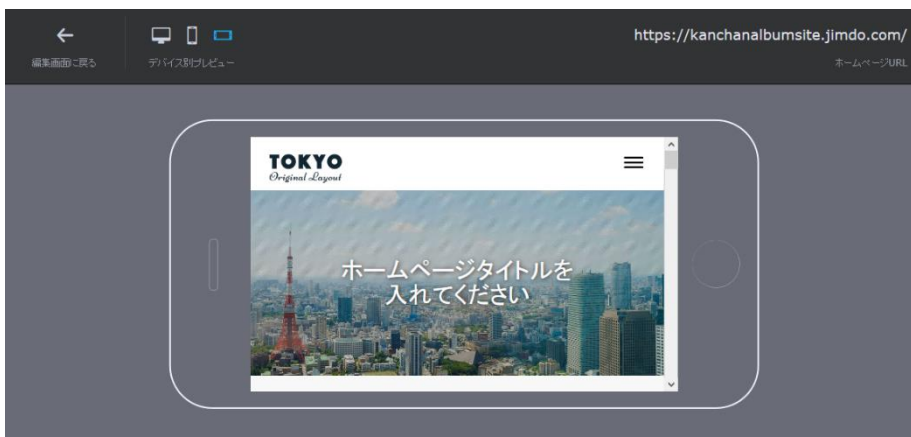 https://kanchanalbumsite.jimdo.com/
編集画面に戻る
デバイス別プレビュー
ホームページURL
TOKYO
Original Layout
ホームページタイトルを
入れてください